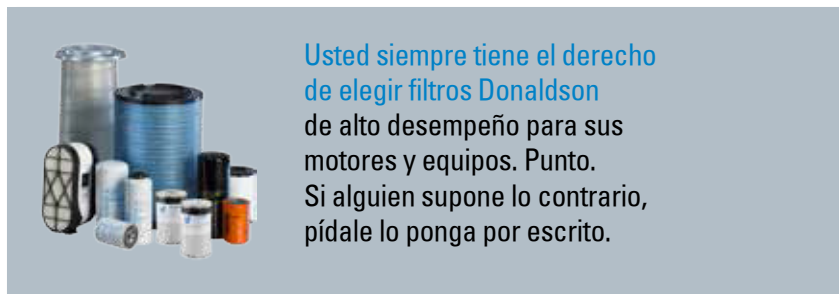 Usted siempre tiene el derecho
de elegir filtros Donaldson
de alto desempeño para sus
motores y equipos. Punto.
Si alguien supone lo contrario,
pídale lo ponga por escrito.